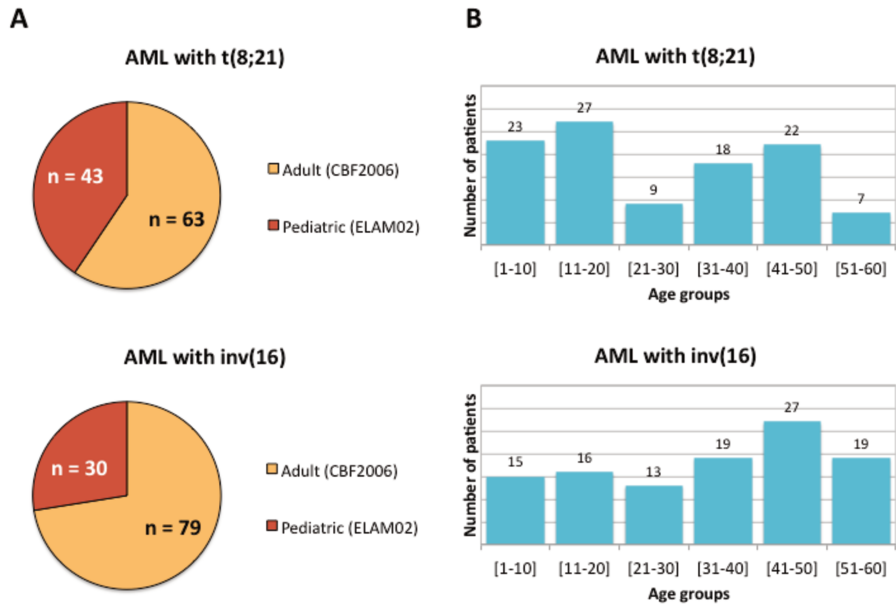 A
AML with t(8;21)
n = 43
n = 63
Adult (CBF2006)
Pediatric (ELAM02)
AML with inv(16)
n = 30
n = 79
Adult (CBF2006)
Pediatric (ELAM02)
B
AML with t(8;21)
Number of patients
23
27
9
18
22
7
[1-10] [11-20] [21-30] [31-40] [41-50] [51-60]
Age groups
AML with inv(16)
Number of patients
15
16
13
19
27
19
[1-10] [11-20] [21-30] [31-40] [41-50] [51-60]
Age groups